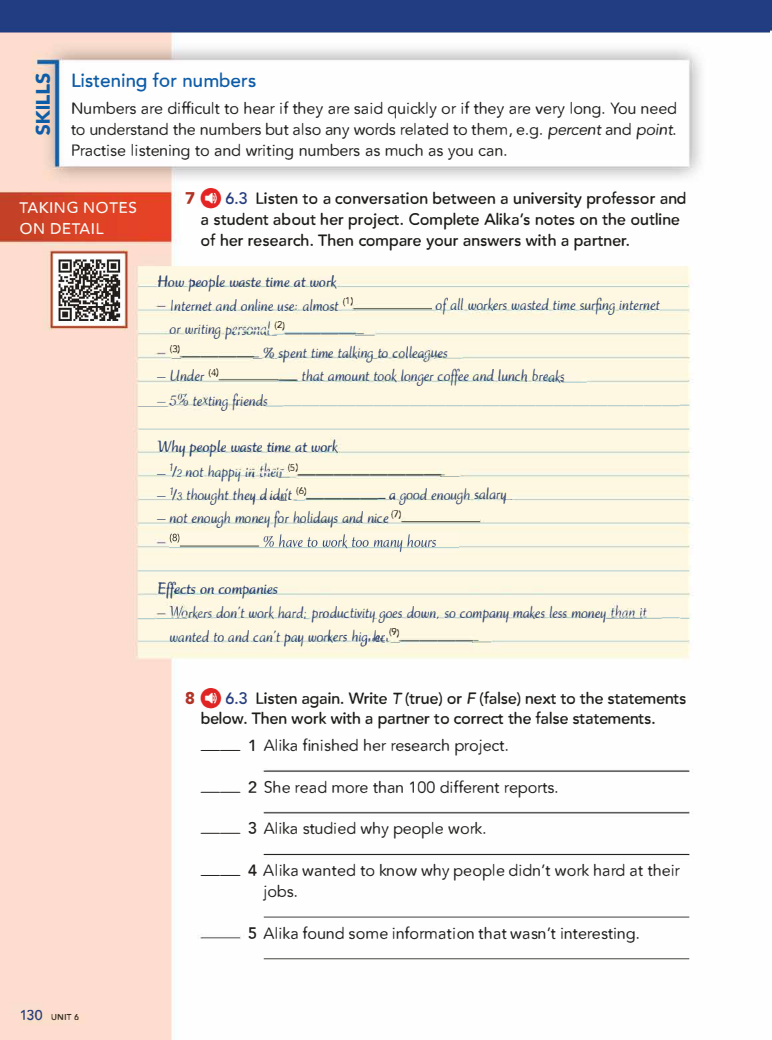 SKILLS
Listening for numbers
Numbers are difficult to hear if they are said quickly or if they are very long. You need
to understand the numbers but also any words related to them, e.g. percent and point.
Practise listening to and writing numbers as much as you can.
TAKING NOTES
ON DETAIL
7 6.3 Listen to a conversation between a university professor and
a student about her project. Complete Alika's notes on the outline
of her research. Then compare your answers with a partner.
How people waste time at work
– Internet and online use: almost (1)__________ of all workers wasted time surfing internet
or writing personal (2)__________
– (3)__________ % spent time talking to colleagues
– Under (4)__________ that amount took longer coffee and lunch breaks
– 5% texting friends
Why people waste time at work
– 1/2 not happy in their (5)__________________
– 1/3 thought they didn't (6)__________ a good enough salary
– not enough money for holidays and nice (7)__________
– (8)__________ % have to work too many hours
Effects on companies
– Workers don't work hard; productivity goes down, so company makes less money than it
wanted to and can't pay workers higher (9)__________
8 6.3 Listen again. Write T (true) or F (false) next to the statements
below. Then work with a partner to correct the false statements.
_____ 1 Alika finished her research project.
_____ 2 She read more than 100 different reports.
_____ 3 Alika studied why people work.
_____ 4 Alika wanted to know why people didn't work hard at their
jobs.
_____ 5 Alika found some information that wasn't interesting.
130 UNIT 6